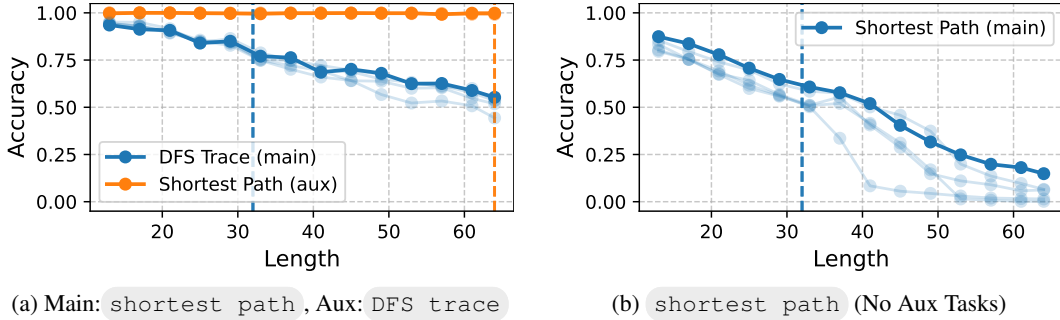 1.00
0.75
0.50
0.25
0.00
Accuracy
DFS Trace (main)
Shortest Path (aux)
20 30 40 50 60
Length
(a) Main: shortest path, Aux: DFS trace
1.00
0.75
0.50
0.25
0.00
Accuracy
Shortest Path (main)
20 30 40 50 60
Length
(b) shortest path (No Aux Tasks)